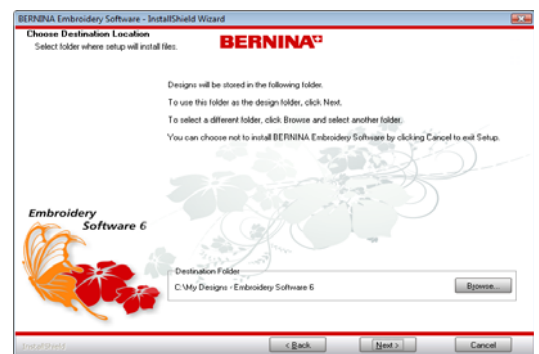 BERNINA Embroidery Software - InstallShield Wizard
Choose Destination Location
Select folder where setup will install files.
BERNINA
Designs will be stored in the following folder.
To use this folder as the design folder, click Next.
To select a different folder, click Browse and select another folder.
You can choose not to install BERNINA Embroidery Software by clicking Cancel to exit Setup.
Embroidery
Software 6
Destination Folder
C:\My Designs - Embroidery Software 6
Browse...
InstallShield
< Back
Next >
Cancel